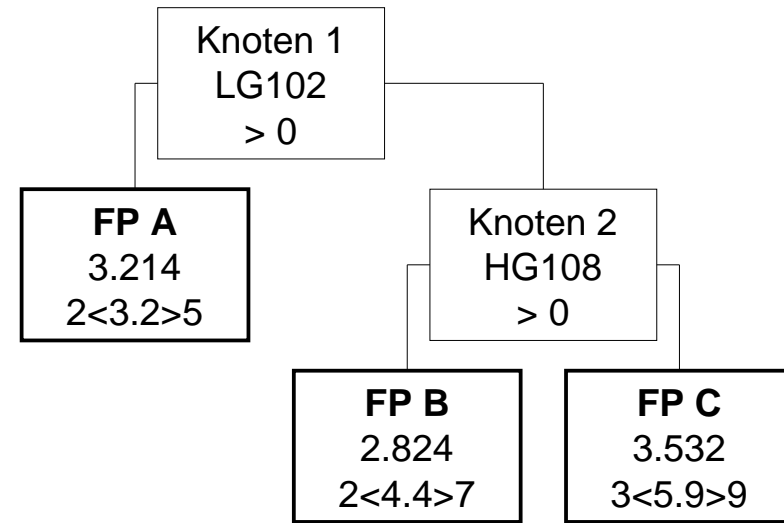 Knoten 1
LG102
> 0
FP A
3.214
2<3.2>5
Knoten 2
HG108
> 0
FP B
2.824
2<4.4>7
FP C
3.532
3<5.9>9